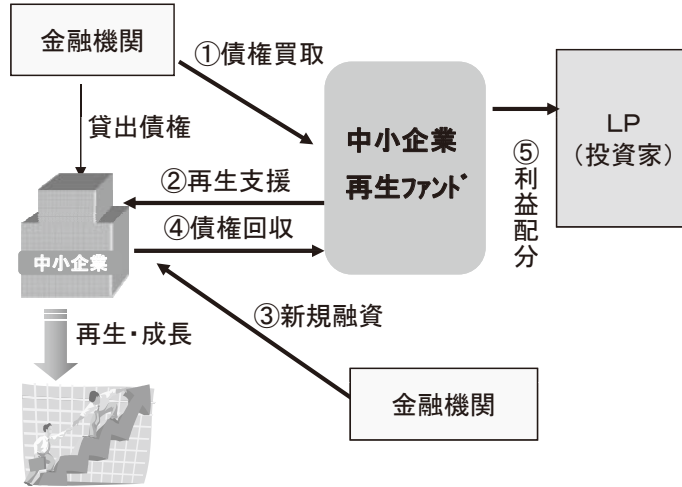 金融機関
①債権買取
貸出債権
中小企業
再生ファンド
LP
(投資家)
②再生支援
⑤利益配分
④債権回収
中小企業
③新規融資
再生・成長
金融機関